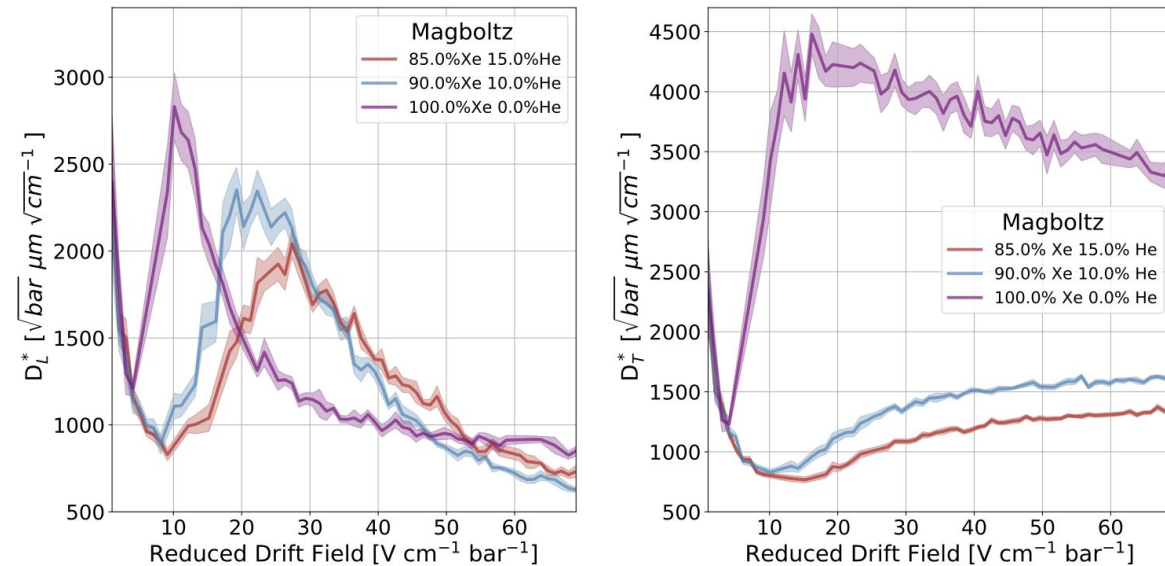 D_L^* [√bar μm √cm^-1]
3000
2500
2000
1500
1000
500
Magboltz
85.0%Xe 15.0%He
90.0%Xe 10.0%He
100.0%Xe 0.0%He
10 20 30 40 50 60
Reduced Drift Field [V cm⁻¹ bar⁻¹]
D_T^* [√bar μm √cm^-1]
4500
4000
3500
3000
2500
2000
1500
1000
500
Magboltz
85.0% Xe 15.0% He
90.0% Xe 10.0% He
100.0% Xe 0.0% He
10 20 30 40 50 60
Reduced Drift Field [V cm⁻¹ bar⁻¹]